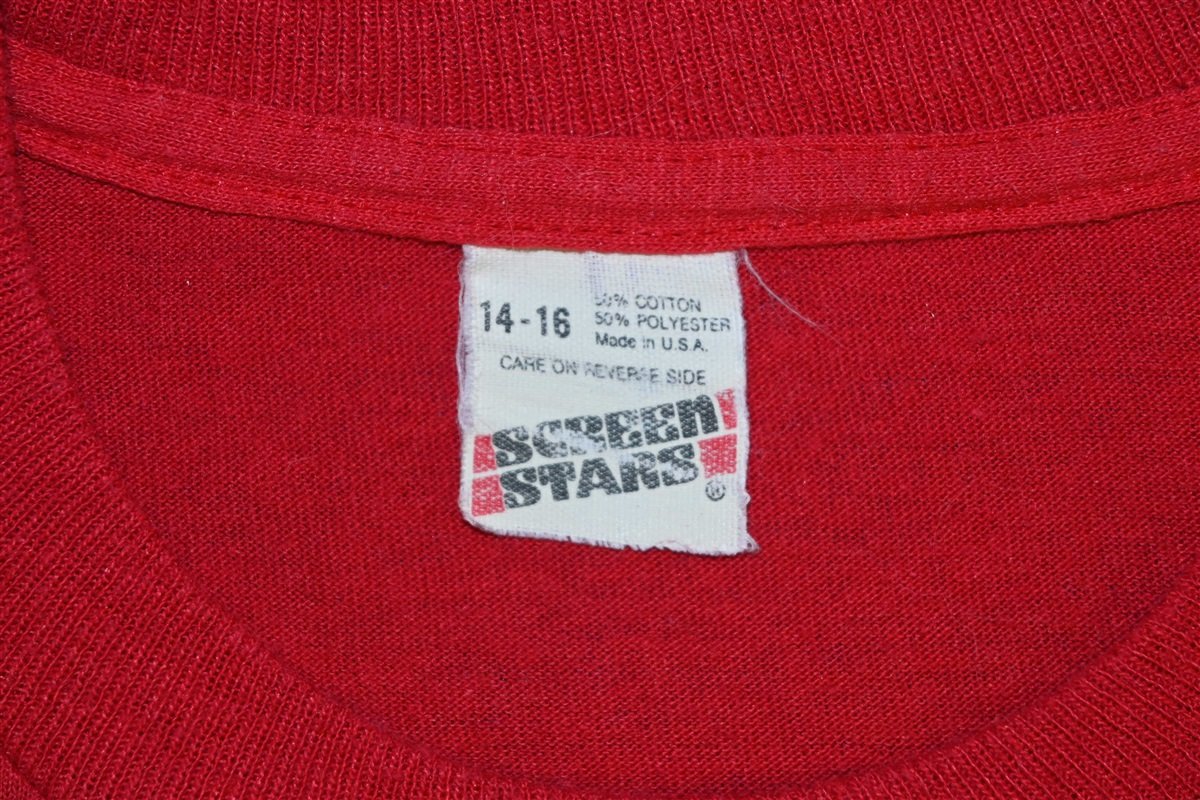 14-16
50% COTTON
50% POLYESTER
Made in U.S.A.
CARE ON REVERSE SIDE
SCREEN
STARS
®